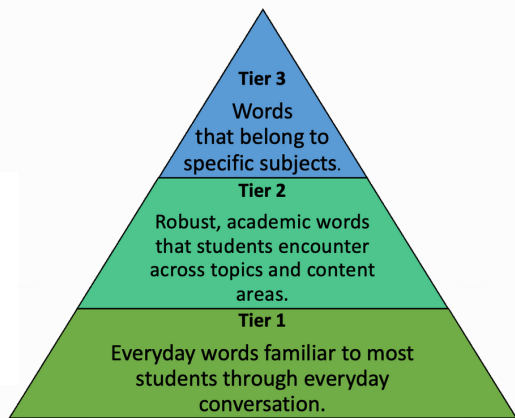 Tier 3
Words
that belong to
specific subjects.
Tier 2
Robust, academic words
that students encounter
across topics and content
areas.
Tier 1
Everyday words familiar to most
students through everyday
conversation.